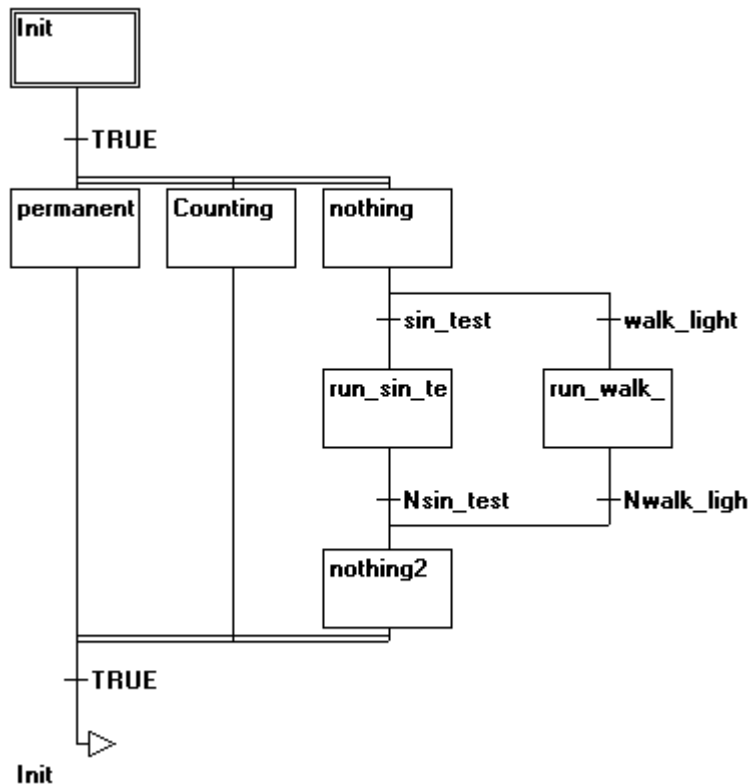 Init
TRUE
permanent Counting nothing
sin_test walk_light
run_sin_te run_walk_
Nsin_test Nwalk_ligh
nothing2
TRUE
Init